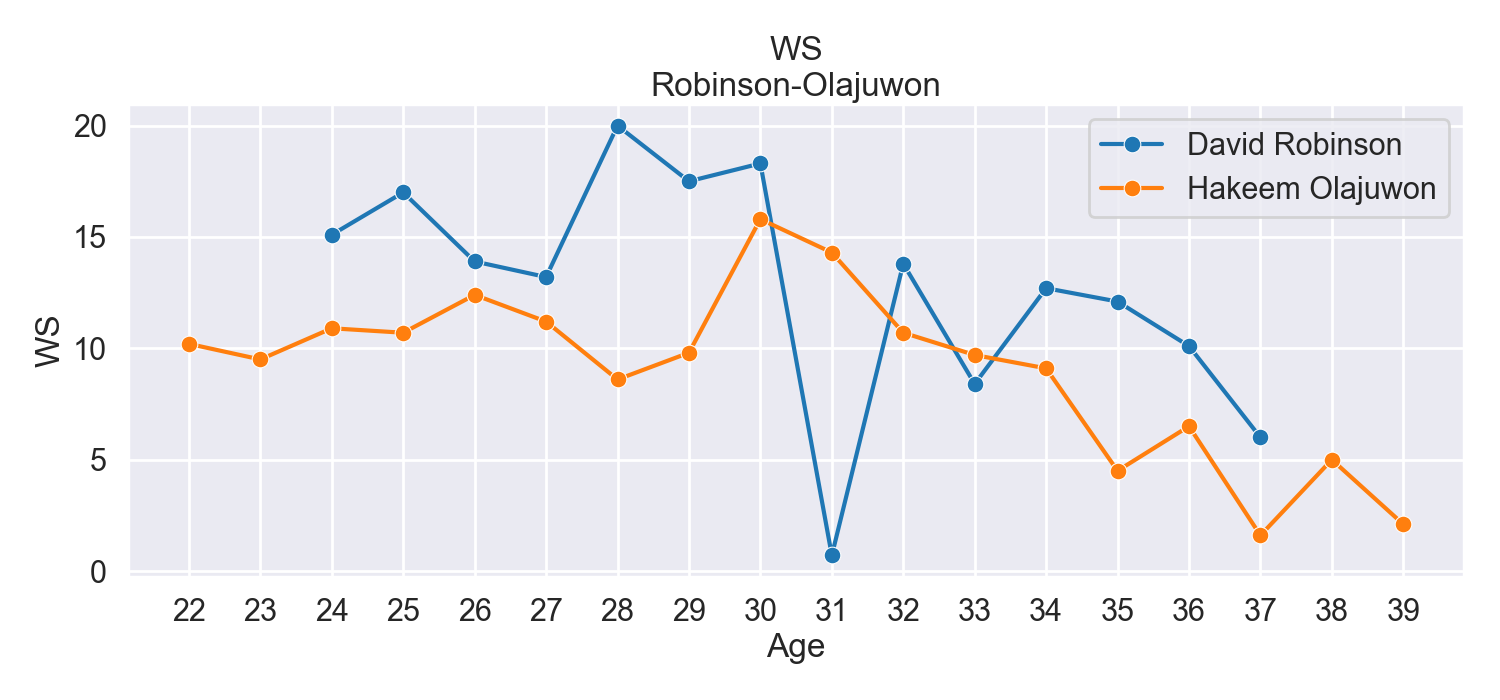 WS
Robinson-Olajuwon
David Robinson
Hakeem Olajuwon
20
15
10
5
0
WS
22 23 24 25 26 27 28 29 30 31 32 33 34 35 36 37 38 39
Age